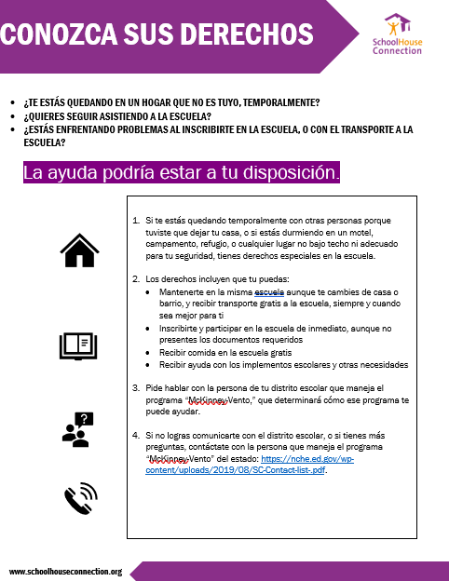 CONOZCA SUS DERECHOS
SchoolHouse
Connection
• ¿TE ESTÁS QUEDANDO EN UN HOGAR QUE NO ES TUYO, TEMPORALMENTE?
• ¿QUIERES SEGUIR ASISTIENDO A LA ESCUELA?
• ¿ESTÁS ENFRENTANDO PROBLEMAS AL INSCRIBIRTE EN LA ESCUELA, O CON EL TRANSPORTE A LA
ESCUELA?
La ayuda podría estar a tu disposición.
1. Si te estás quedando temporalmente con otras personas porque
tuviste que dejar tu casa, o si estás durmiendo en un motel,
campamento, refugio, o cualquier lugar no bajo techo ni adecuado
para tu seguridad, tienes derechos especiales en la escuela.
2. Los derechos incluyen que tu puedas:
• Mantenerte en la misma escuela aunque te cambies de casa o
barrio, y recibir transporte gratis a la escuela, siempre y cuando
sea mejor para ti
• Inscribirte y participar en la escuela de inmediato, aunque no
presentes los documentos requeridos
• Recibir comida en la escuela gratis
• Recibir ayuda con los implementos escolares y otras necesidades
3. Pide hablar con la persona de tu distrito escolar que maneja el
programa “McKinney-Vento,” que determinará cómo ese programa te
puede ayudar.
4. Si no logras comunicarte con el distrito escolar, o si tienes más
preguntas, contáctate con la persona que maneja el programa
“McKinney-Vento” del estado: https://nche.ed.gov/wp-
content/uploads/2019/08/SC-Contact-list-.pdf.
www.schoolhouseconnection.org